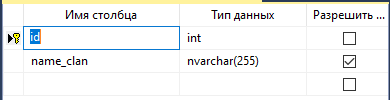 Имя столбца Тип данных Разрешить ...
id int
name_clan nvarchar(255)